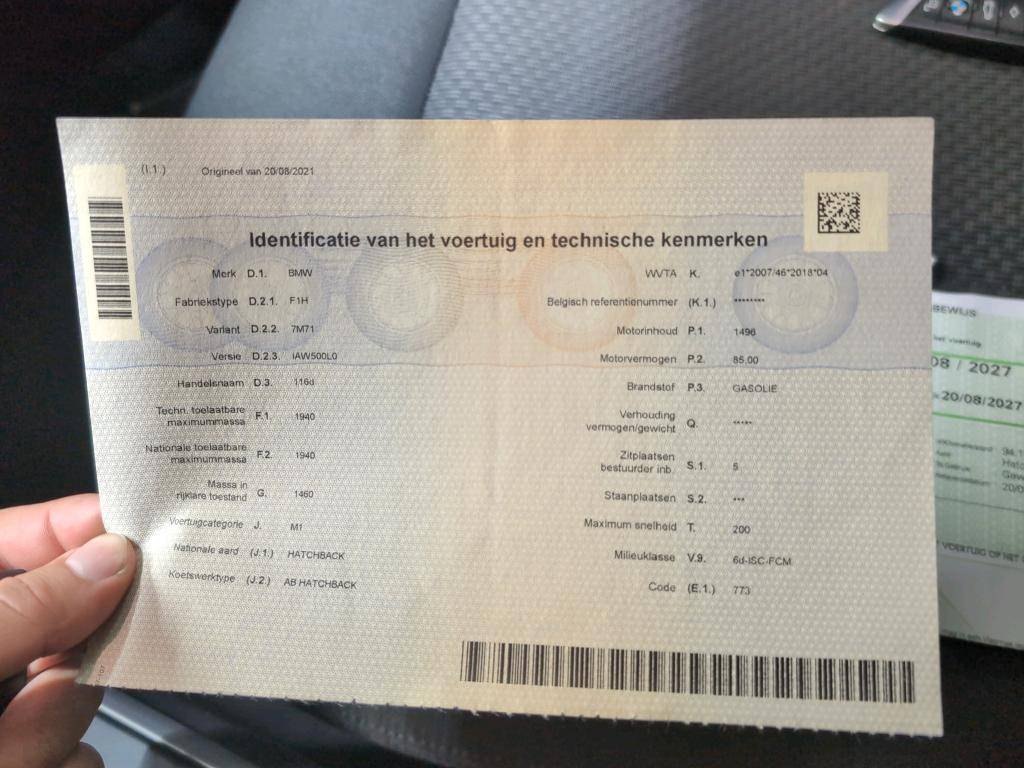 (I.1.) Origineel van 20/08/2021
Identificatie van het voertuig en technische kenmerken
Merk D.1. BMW
Fabriekstype D.2.1. F1H
Variant D.2.2. 7M71
Versie D.2.3. IAW500L0
Handelsnaam D.3. 116d
Techn. toelaatbare
maximummassa F.1. 1940
Nationale toelaatbare
maximummassa F.2. 1940
Massa in
rijklare toestand G. 1460
Voertuigcategorie J. M1
Nationale aard (J.1.) HATCHBACK
Koetswerktype (J.2.) AB HATCHBACK
WVTA K. e1*2007/46*2018*04
Belgisch referentienummer (K.1.) ********
Motorinhoud P.1. 1496
Motorvermogen P.2. 85.00
Brandstof P.3. GASOLIE
Verhouding
vermogen/gewicht Q. *****
Zitplaatsen
bestuurder inb. S.1. 5
Staanplaatsen S.2. ***
Maximum snelheid T. 200
Milieuklasse V.9. 6d-ISC-FCM
Code (E.1.) 773
BEWIJS
het voertuig
08 / 2027
20/08/2027
VOERTUIG OP HET